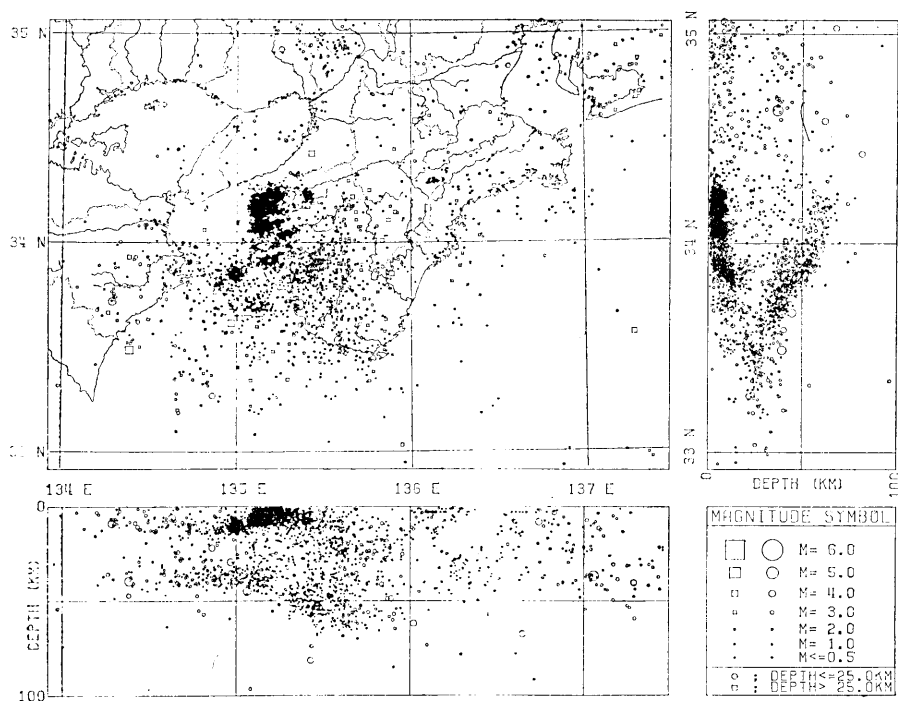 35 N
34 N
33 N
134 E
135 E
136 E
137 E
35 N
34 N
33 N
0
100
DEPTH (KM)
0
DEPTH (KM)
100
MAGNITUDE SYMBOL
M= 6.0
M= 5.0
M= 4.0
M= 3.0
M= 2.0
M= 1.0
M<=0.5
; DEPTH<=25.0KM
; DEPTH> 25.0KM